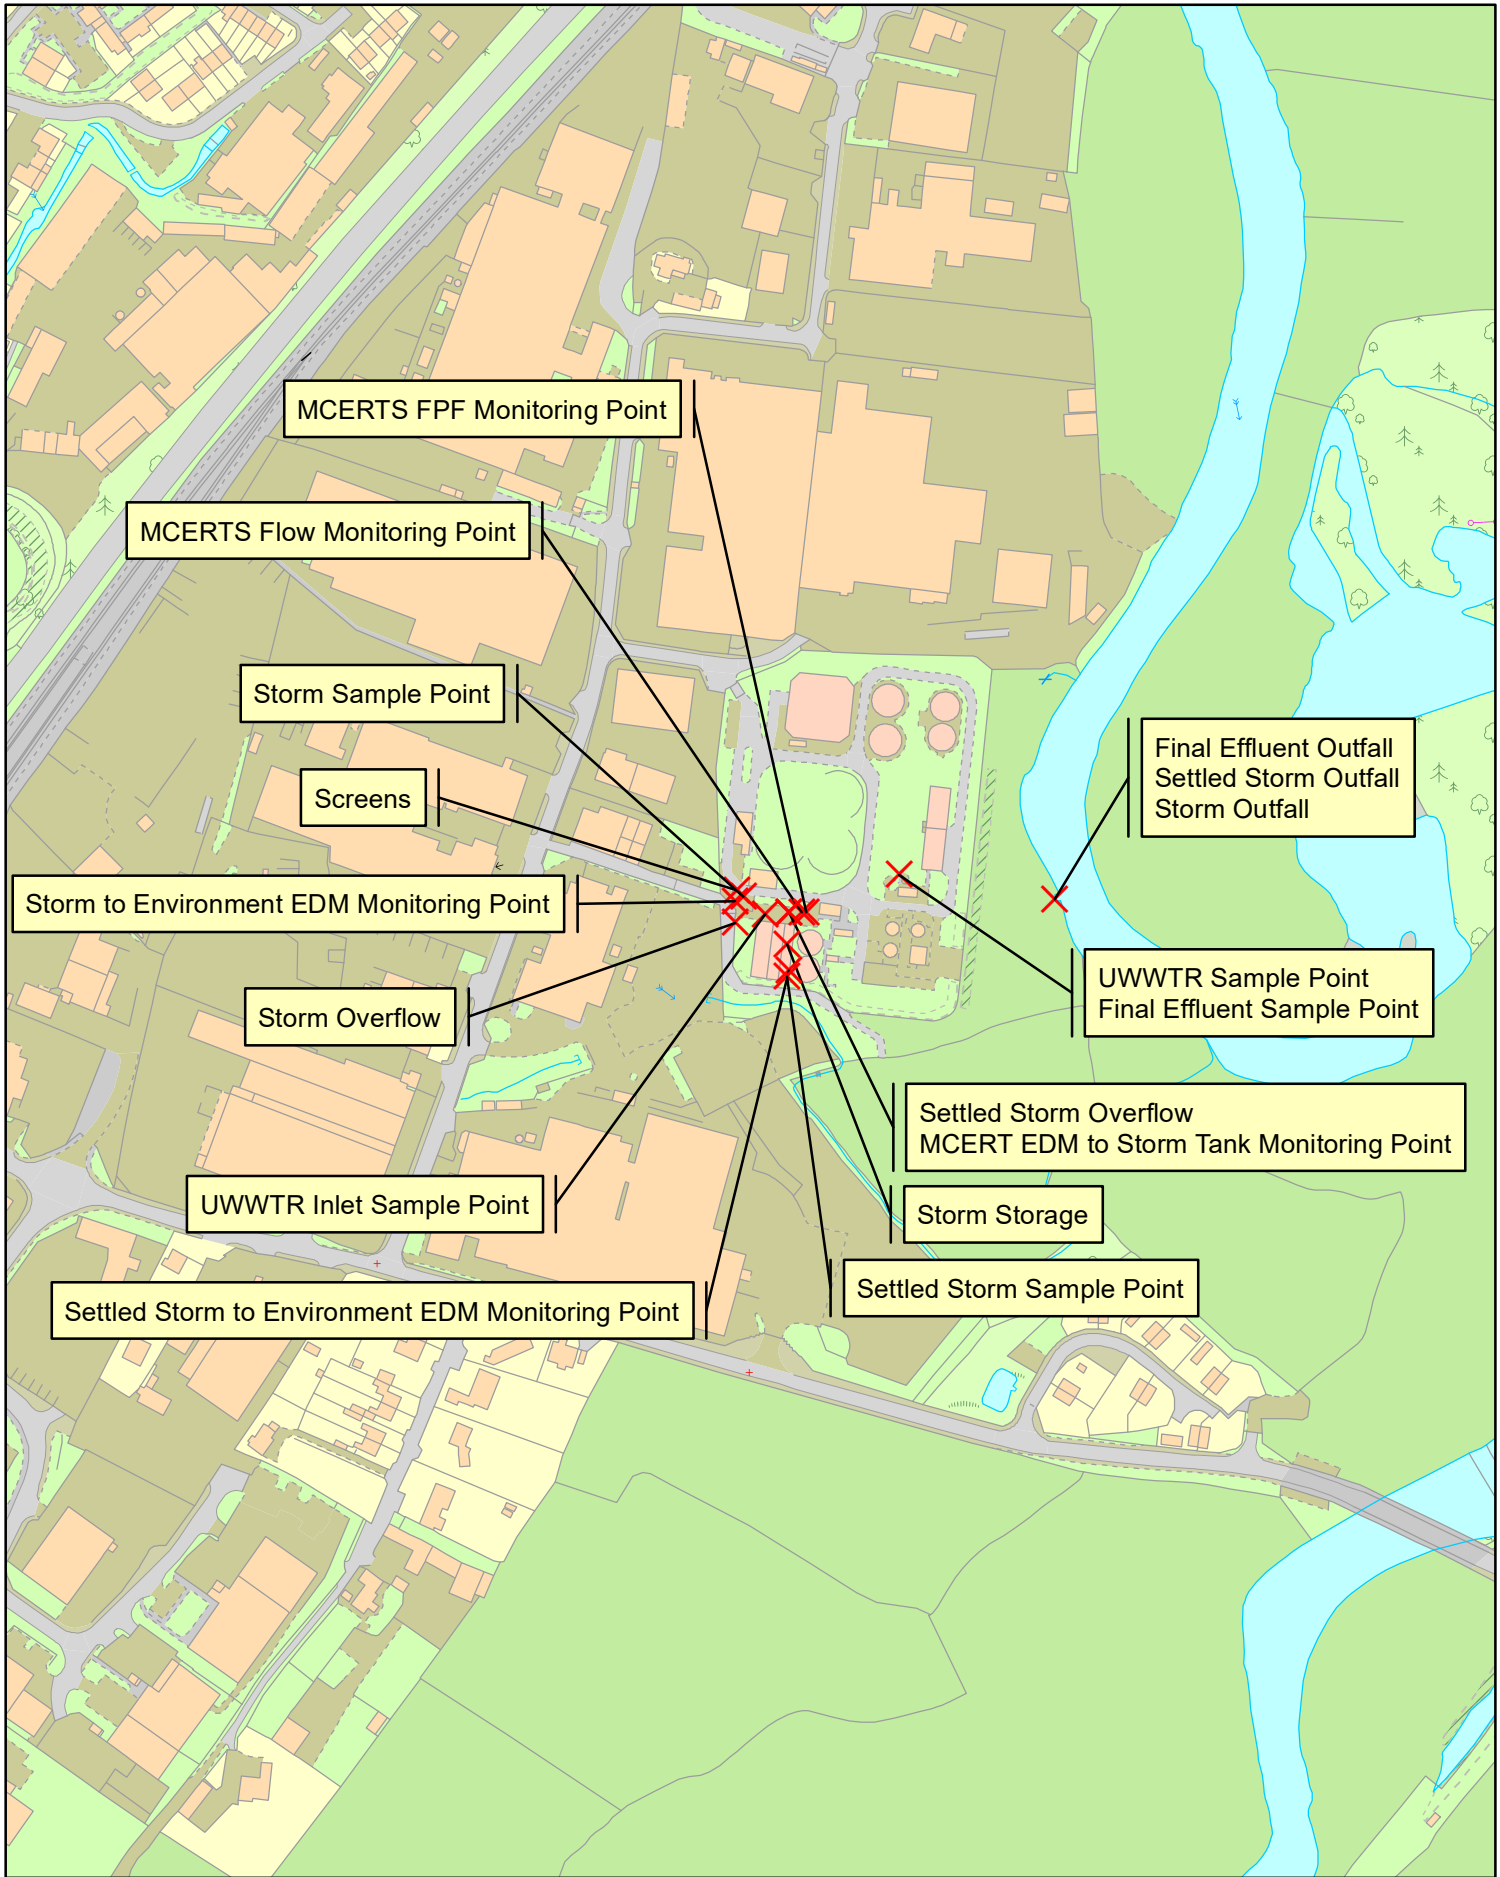 MCERTS FPF Monitoring Point
MCERTS Flow Monitoring Point
Storm Sample Point
Final Effluent Outfall
Settled Storm Outfall
Storm Outfall
Screens
Storm to Environment EDM Monitoring Point
UWWTR Sample Point
Final Effluent Sample Point
Storm Overflow
Settled Storm Overflow
MCERT EDM to Storm Tank Monitoring Point
UWWTR Inlet Sample Point
Storm Storage
Settled Storm Sample Point
Settled Storm to Environment EDM Monitoring Point